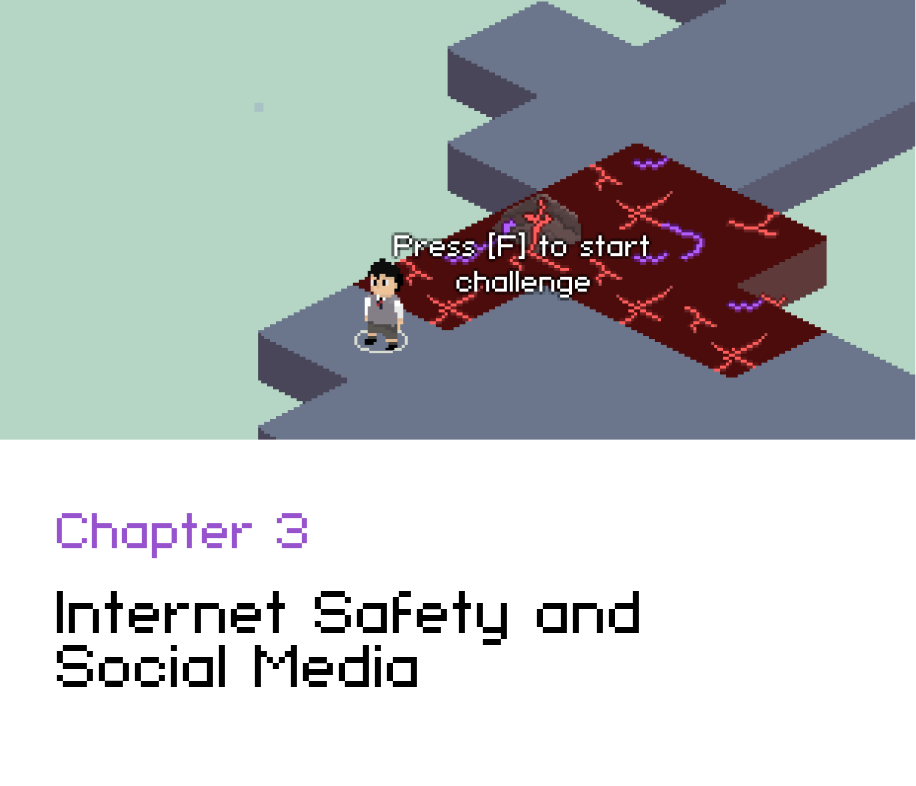 Press [F] to start
challenge
Chapter 3
Internet Safety and
Social Media